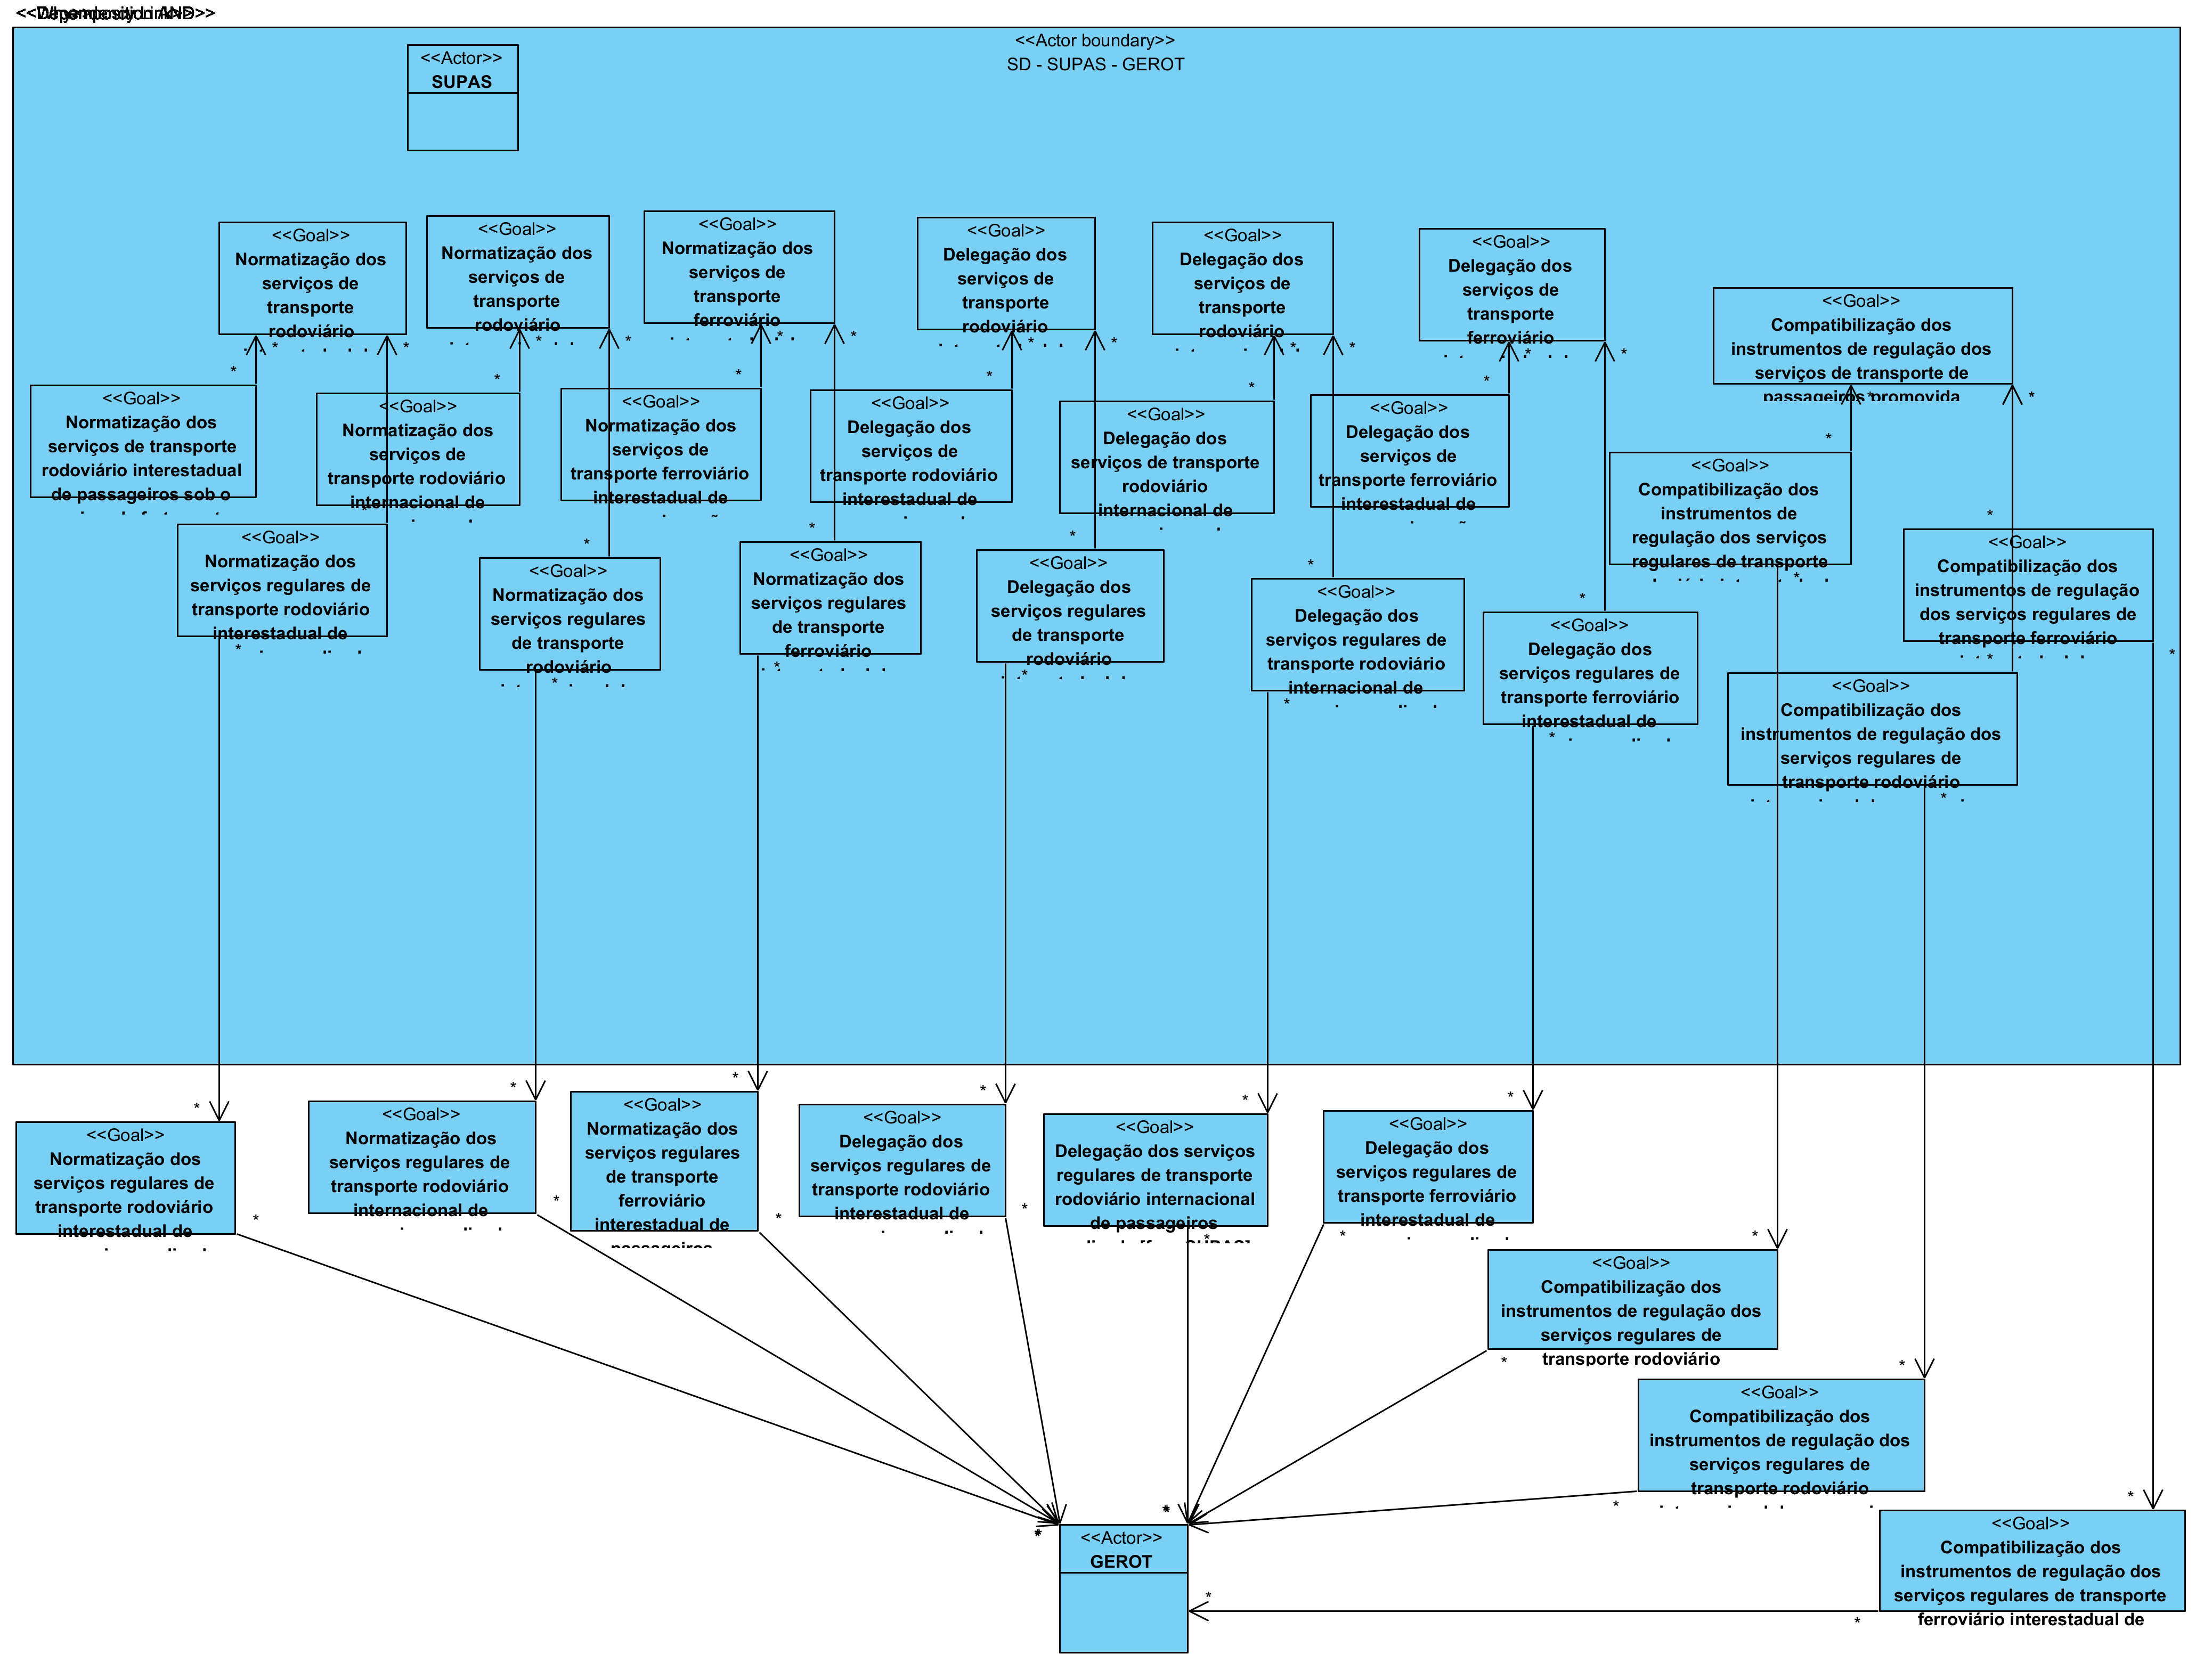 <<Actor boundary>>
SD - SUPAS - GEROT
<<Actor>>
SUPAS
<<Goal>>
Normatização dos
serviços de
transporte
rodoviário
<<Goal>>
Normatização dos
serviços de
transporte
rodoviário
<<Goal>>
Normatização dos
serviços de
transporte
ferroviário
<<Goal>>
Delegação dos
serviços de
transporte
rodoviário
<<Goal>>
Delegação dos
serviços de
transporte
rodoviário
<<Goal>>
Delegação dos
serviços de
transporte
ferroviário
<<Goal>>
Compatibilização dos
instrumentos de regulação dos
serviços de transporte de
passageiros promovida
<<Goal>>
Normatização dos
serviços de transporte
rodoviário interestadual
de passageiros sob o
<<Goal>>
Normatização dos
serviços de
transporte rodoviário
internacional de
<<Goal>>
Normatização dos
serviços de
transporte ferroviário
interestadual de
<<Goal>>
Delegação dos
serviços de
transporte rodoviário
interestadual de
<<Goal>>
Delegação dos
serviços de transporte
rodoviário
internacional de
<<Goal>>
Delegação dos
serviços de
transporte ferroviário
interestadual de
<<Goal>>
Compatibilização dos
instrumentos de
regulação dos serviços
regulares de transporte
<<Goal>>
Compatibilização dos
instrumentos de regulação
dos serviços regulares de
transporte ferroviário
<<Goal>>
Normatização dos
serviços regulares de
transporte rodoviário
interestadual de
<<Goal>>
Normatização dos
serviços regulares
de transporte
rodoviário
<<Goal>>
Normatização dos
serviços regulares
de transporte
ferroviário
<<Goal>>
Delegação dos
serviços regulares
de transporte
rodoviário
<<Goal>>
Delegação dos
serviços regulares de
transporte rodoviário
internacional de
<<Goal>>
Delegação dos
serviços regulares de
transporte ferroviário
interestadual de
<<Goal>>
Compatibilização dos
instrumentos de regulação dos
serviços regulares de
transporte rodoviário
<<Goal>>
Normatização dos
serviços regulares de
transporte rodoviário
interestadual de
<<Goal>>
Normatização dos
serviços regulares de
transporte rodoviário
internacional de
<<Goal>>
Normatização dos
serviços regulares
de transporte
ferroviário
interestadual de
passageiros
<<Goal>>
Delegação dos
serviços regulares de
transporte rodoviário
interestadual de
<<Goal>>
Delegação dos serviços
regulares de transporte
rodoviário internacional
de passageiros
<<Goal>>
Delegação dos
serviços regulares de
transporte ferroviário
interestadual de
<<Goal>>
Compatibilização dos
instrumentos de regulação dos
serviços regulares de
transporte rodoviário
<<Goal>>
Compatibilização dos
instrumentos de regulação dos
serviços regulares de
transporte rodoviário
<<Goal>>
Compatibilização dos
instrumentos de regulação dos
serviços regulares de transporte
ferroviário interestadual de
<<Actor>>
GEROT